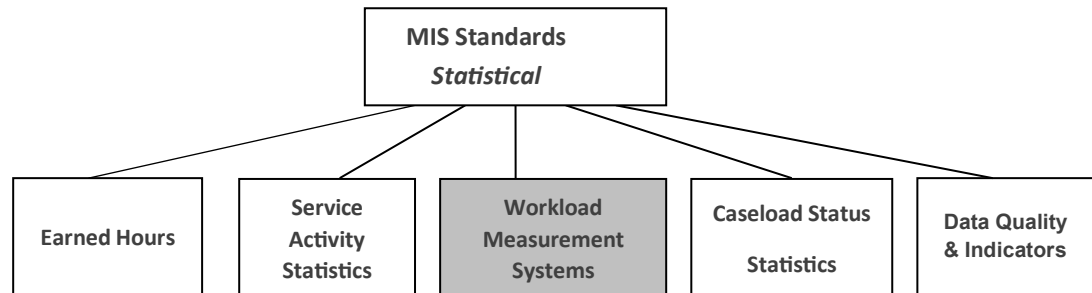 MIS Standards
Statistical
Earned Hours
Service
Activity
Statistics
Workload
Measurement
Systems
Caseload Status
Statistics
Data Quality
& Indicators